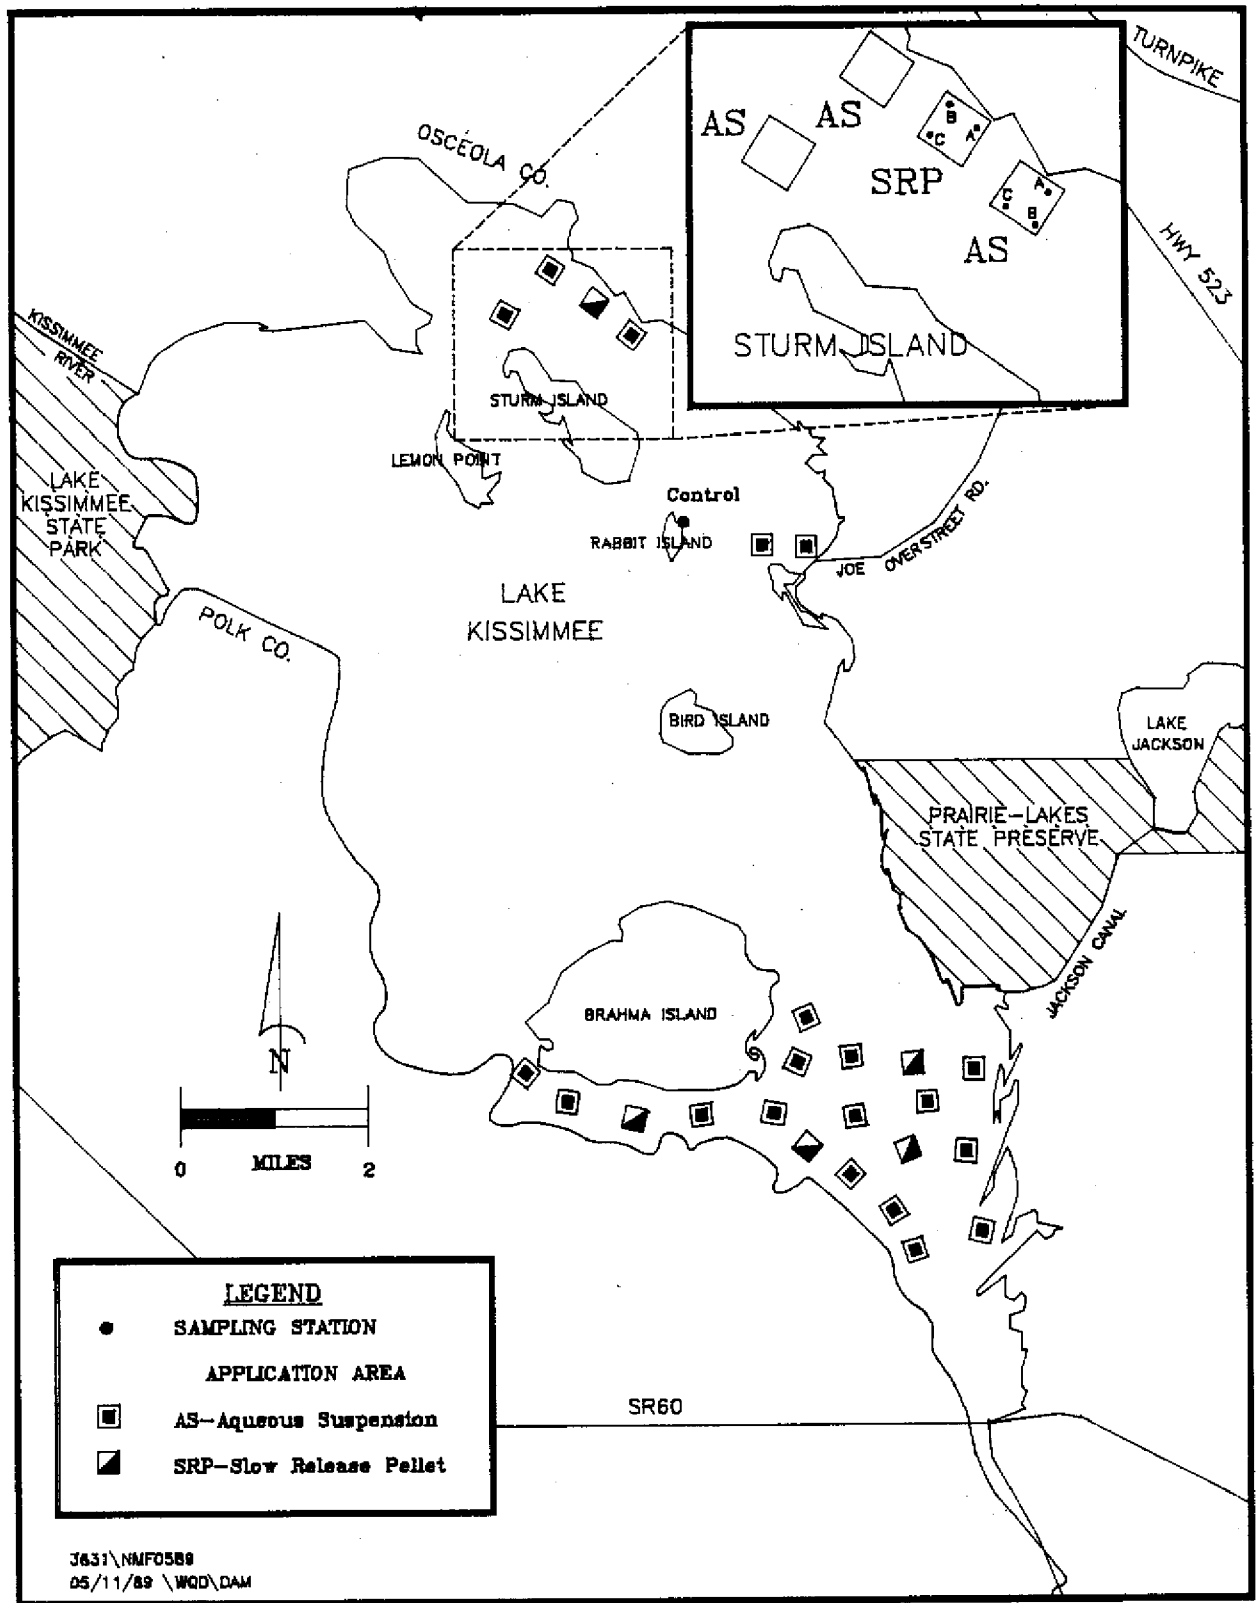 TURNPIKE
OSCEOLA CO.
AS
AS
B
C
A
SRP
A
C
B
AS
HWY 523
STURM ISLAND
KISSIMMEE
RIVER
STURM ISLAND
LEMON POINT
LAKE
KISSIMMEE
STATE
PARK
Control
RABBIT ISLAND
JOE OVERSTREET RD.
LAKE
KISSIMMEE
POLK CO.
BIRD ISLAND
LAKE
JACKSON
PRAIRIE-LAKES
STATE PRESERVE
JACKSON CANAL
BRAHMA ISLAND
N
0 MILES 2
LEGEND
SAMPLING STATION
APPLICATION AREA
AS-Aqueous Suspension
SRP-Slow Release Pellet
SR60
J631\NMF0589
05/11/89 \WQD\DAM